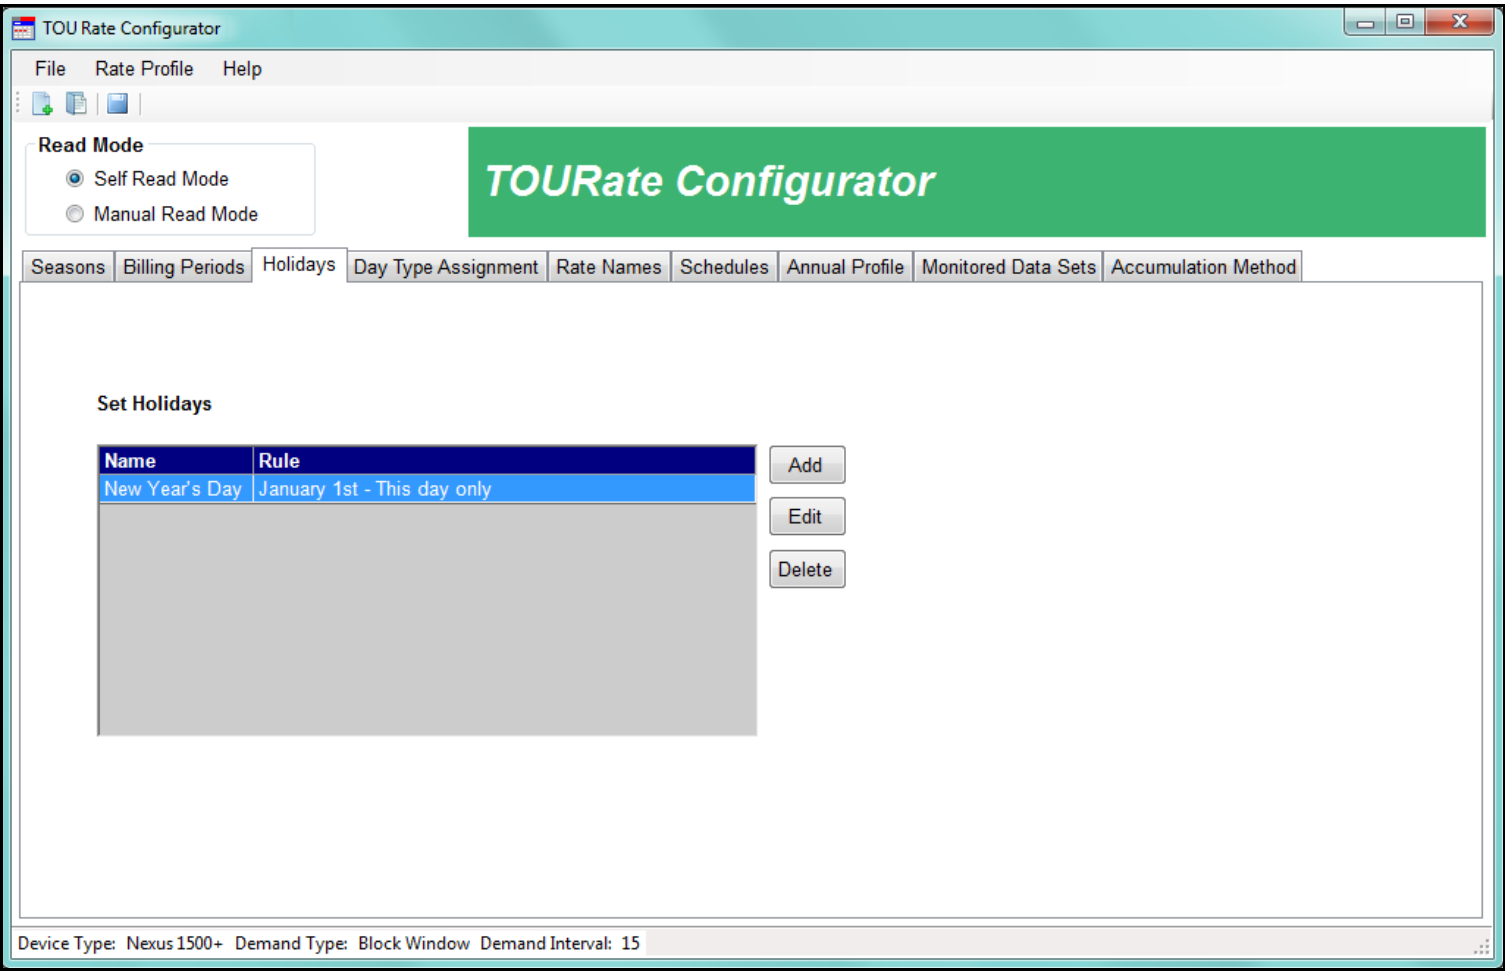 TOU Rate Configurator
File Rate Profile Help
Read Mode
Self Read Mode
Manual Read Mode
TOURate Configurator
Seasons Billing Periods Holidays Day Type Assignment Rate Names Schedules Annual Profile Monitored Data Sets Accumulation Method
Set Holidays
Name Rule
New Year's Day January 1st - This day only
Add
Edit
Delete
Device Type: Nexus 1500+ Demand Type: Block Window Demand Interval: 15